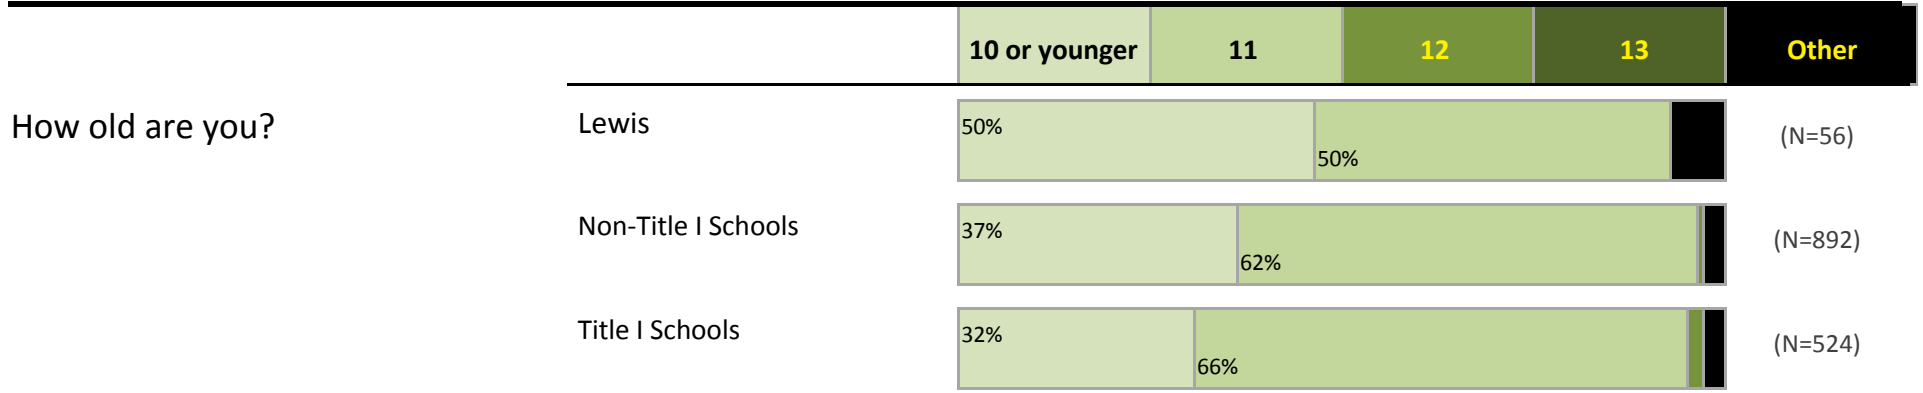 10 or younger 11 12 13 Other
How old are you? Lewis 50% 50% (N=56)
Non-Title I Schools 37% 62% (N=892)
Title I Schools 32% 66% (N=524)